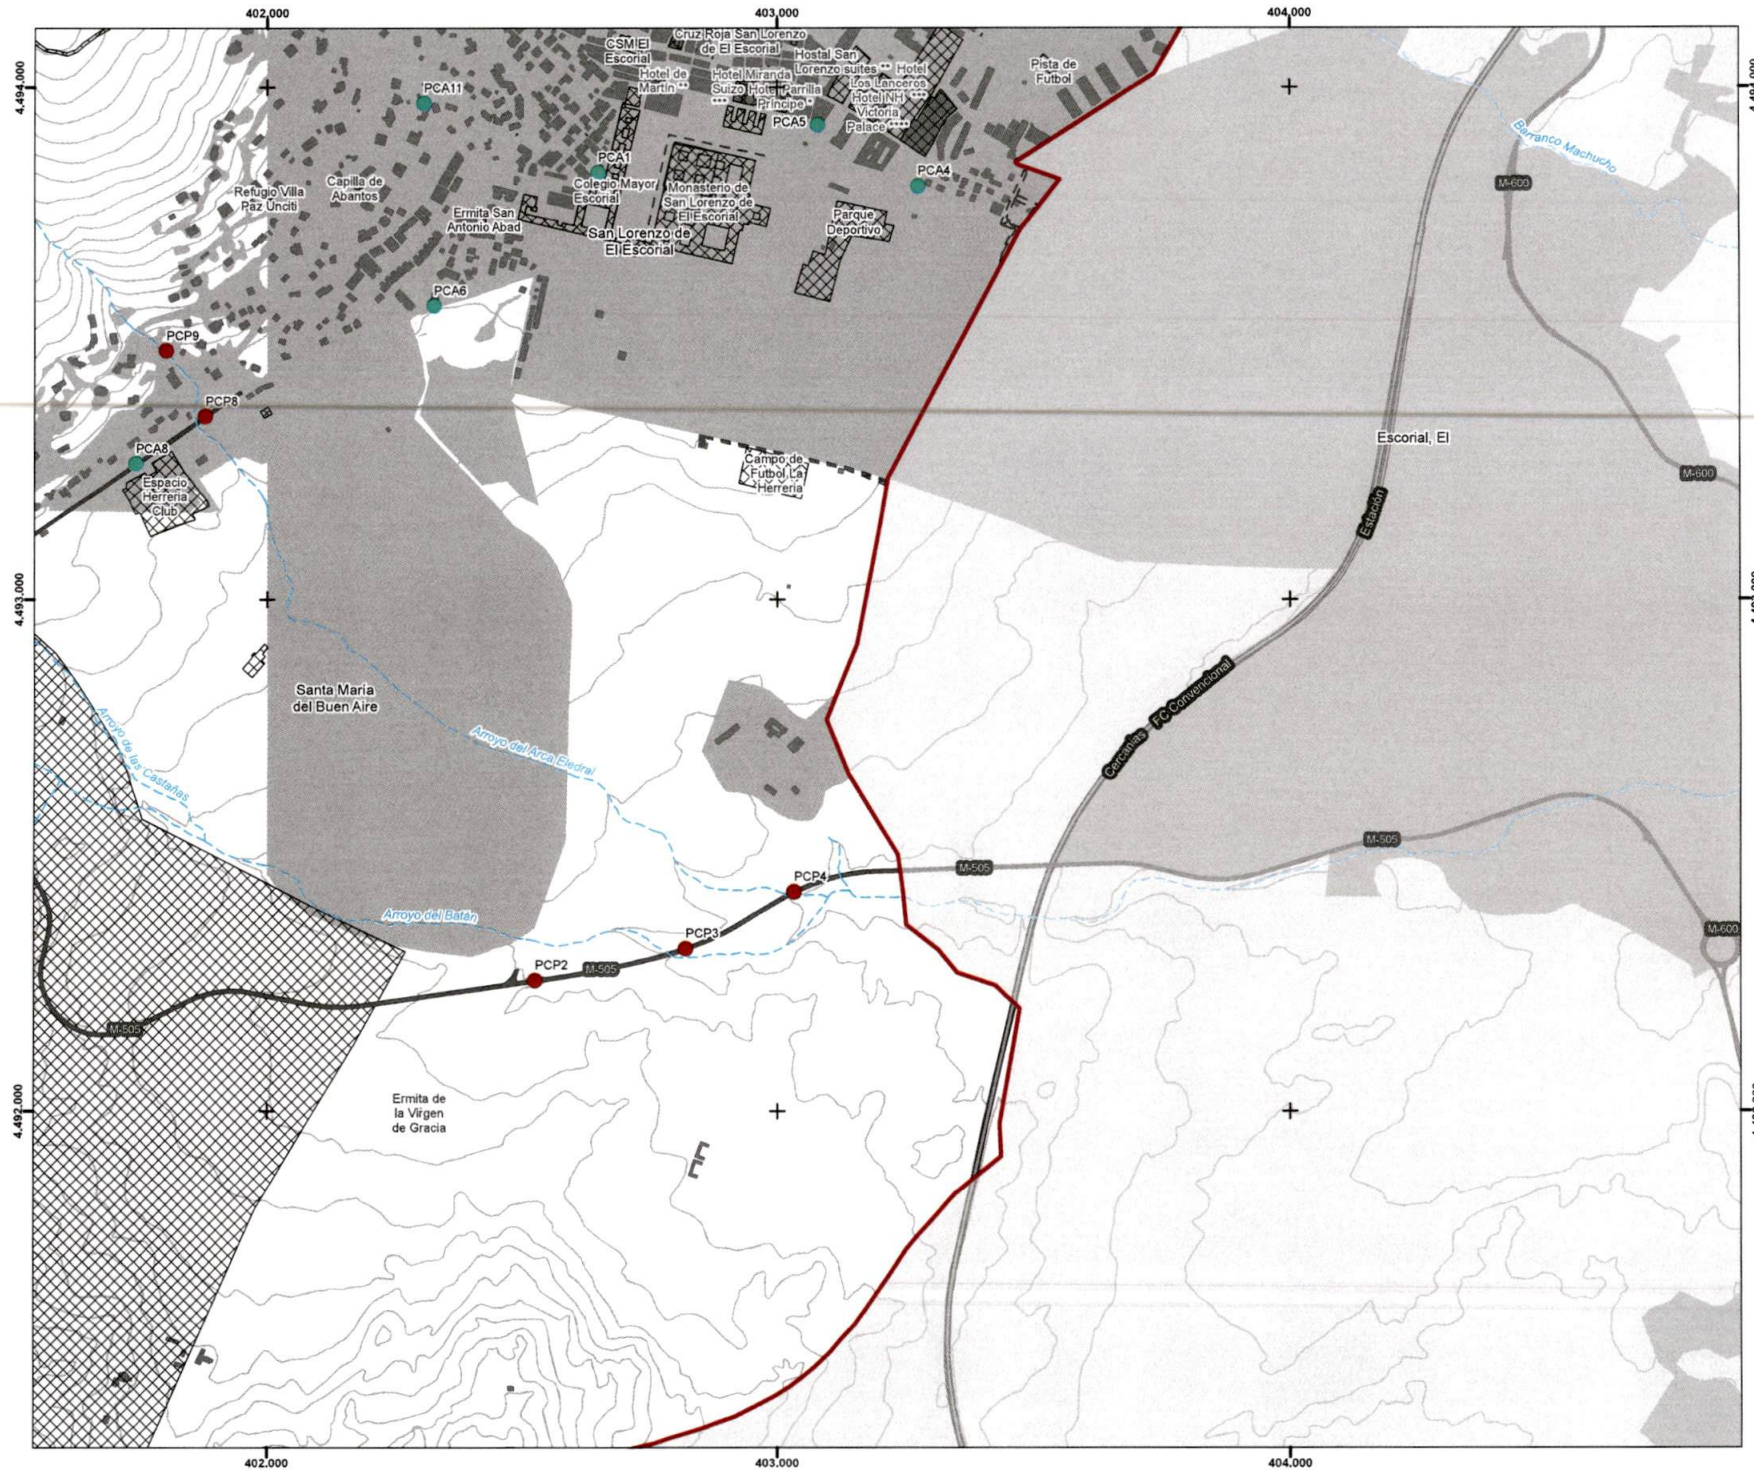 402.000
403.000
404.000
4.494.000
CSM El
Escorial
Cruz Roja San Lorenzo
de El Escorial
Hostal San
Lorenzo suites **
Pista de
Futbol
Hotel de
Martin **
Hotel Miranda
Suizo
***
Hotel Parrilla
Príncipe *
Hotel
Los Lanceros
***
Hotel NH
Victoria
Palace ****
PCA11
PCA5
PCA1
PCA4
Colegio Mayor
Escorial
Monasterio de
San Lorenzo de
El Escorial
Barranco Machucho
M-600
Refugio Villa
Paz Unciti
Capilla de
Abantos
Ermita San
Antonio Abad
San Lorenzo de
El Escorial
Parque
Deportivo
PCA6
PCP9
PCP8
PCA8
Espacio
Herreria
Club
Campo de
Futbol La
Herreria
Escorial, El
M-600
Estación
4.493.000
FC Convencional
Cercanías
Santa María
del Buen Aire
Arroyo de las Castañas
Arroyo del Arca Eledral
M-505
M-505
PCP4
Arroyo del Batán
PCP3
M-600
PCP2
M-505
M-505
4.492.000
Ermita de
la Virgen
de Gracia
402.000
403.000
404.000